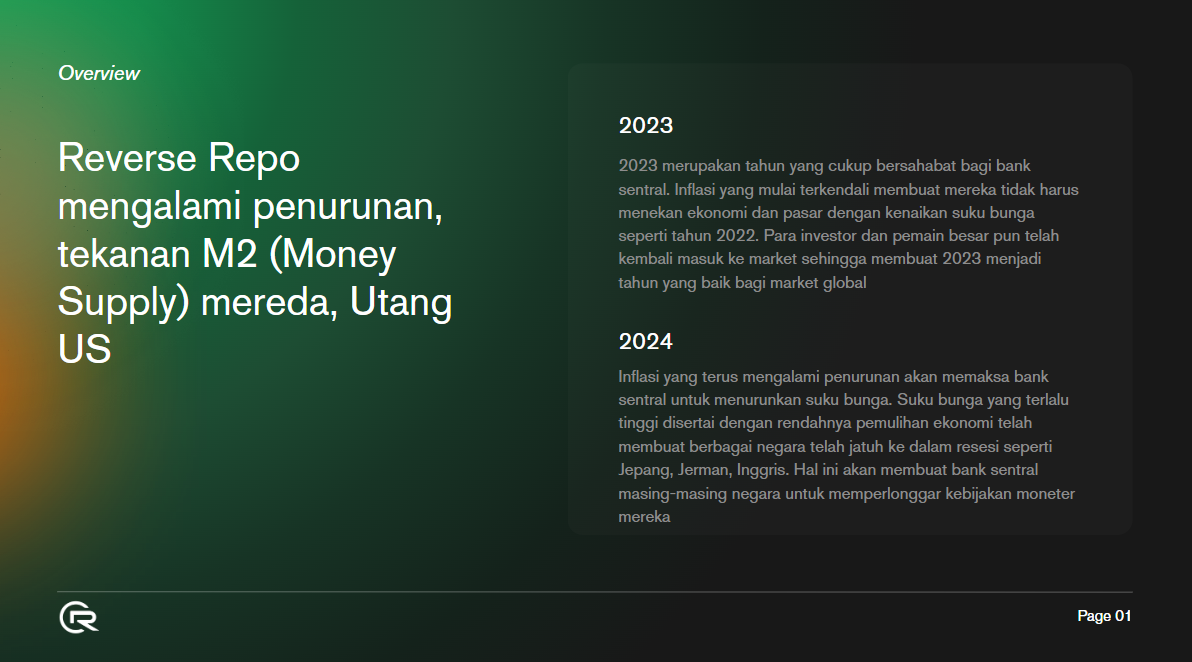 Overview
Reverse Repo
mengalami penurunan,
tekanan M2 (Money
Supply) mereda, Utang
US
2023
2023 merupakan tahun yang cukup bersahabat bagi bank
sentral. Inflasi yang mulai terkendali membuat mereka tidak harus
menekan ekonomi dan pasar dengan kenaikan suku bunga
seperti tahun 2022. Para investor dan pemain besar pun telah
kembali masuk ke market sehingga membuat 2023 menjadi
tahun yang baik bagi market global
2024
Inflasi yang terus mengalami penurunan akan memaksa bank
sentral untuk menurunkan suku bunga. Suku bunga yang terlalu
tinggi disertai dengan rendahnya pemulihan ekonomi telah
membuat berbagai negara telah jatuh ke dalam resesi seperti
Jepang, Jerman, Inggris. Hal ini akan membuat bank sentral
masing-masing negara untuk memperlonggar kebijakan moneter
mereka
Page 01